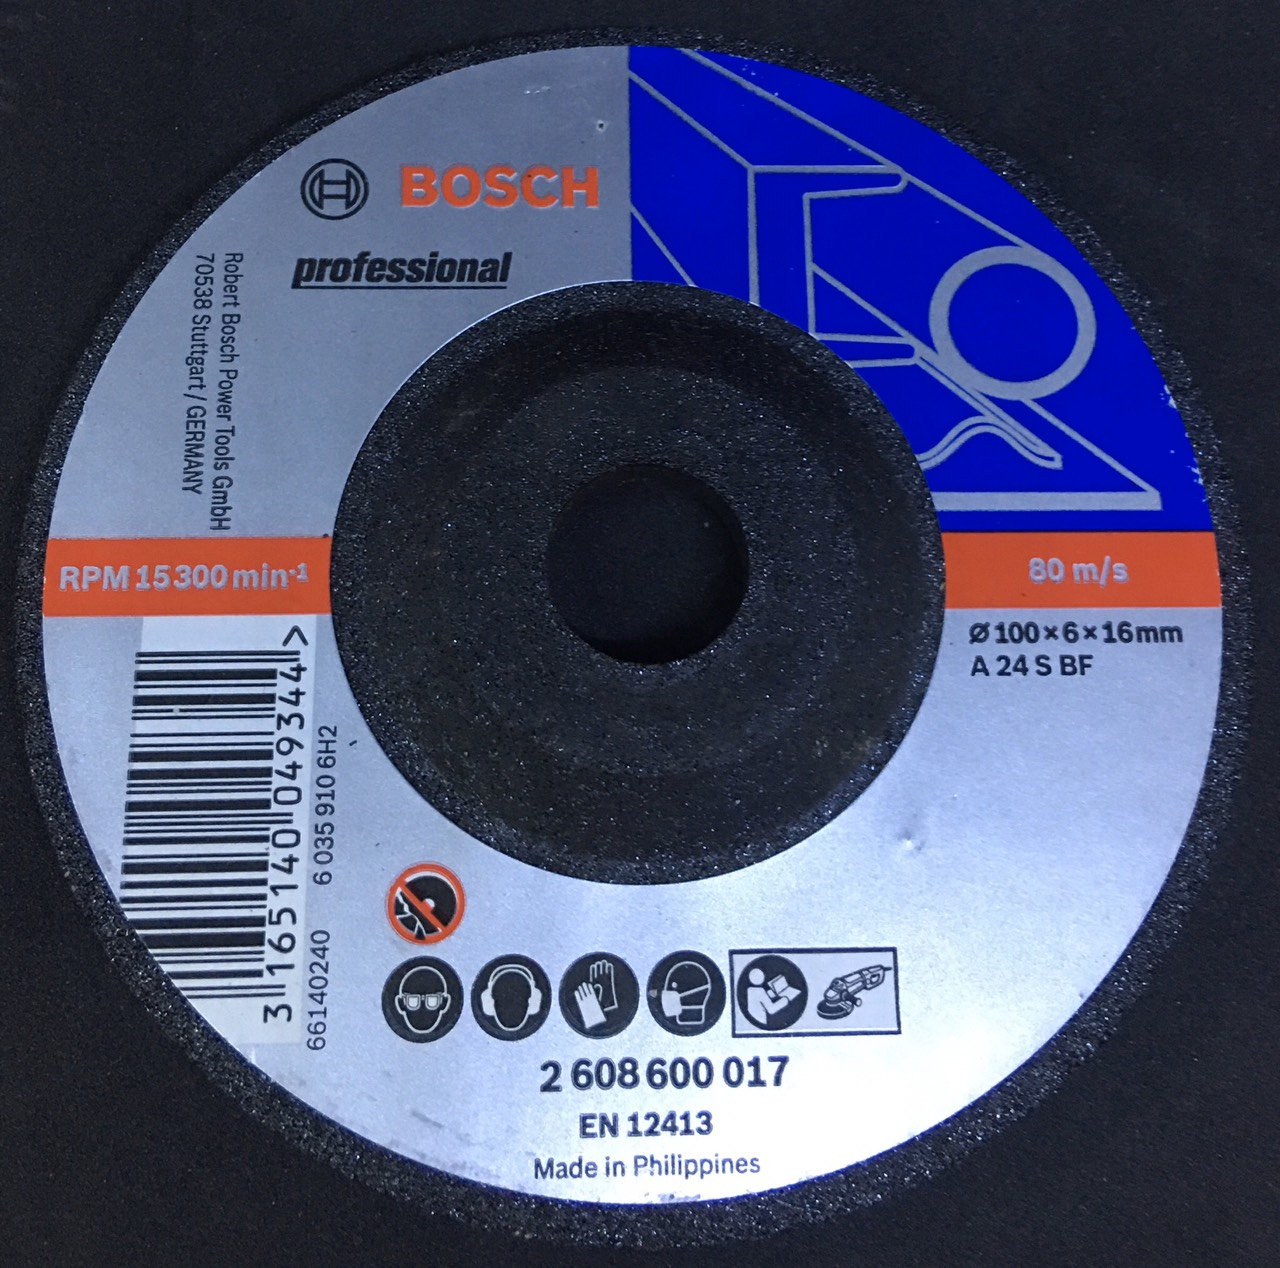 BOSCH
professional
Robert Bosch Power Tools GmbH
70538 Stuttgart / GERMANY
RPM 15300 min-1
80 m/s
Ø 100×6×16mm
A 24 S BF
3 165140 049344 >
6 035 910 6H2
66140240
2 608 600 017
EN 12413
Made in Philippines